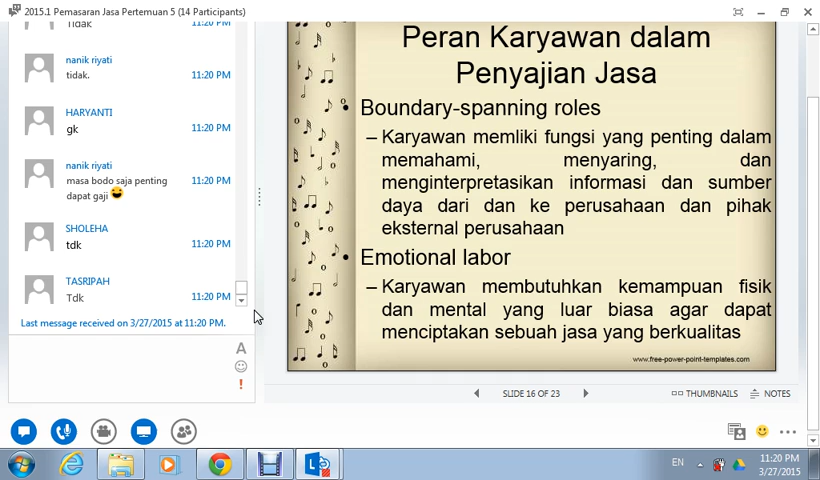 2015.1 Pemasaran Jasa Pertemuan 5 (14 Participants)
Tidak 11:20 PM
nanik riyati
tidak. 11:20 PM
HARYANTI
gk 11:20 PM
nanik riyati
masa bodo saja penting 11:20 PM
dapat gaji
SHOLEHA
tdk 11:20 PM
TASRIPAH
Tdk 11:20 PM
Last message received on 3/27/2015 at 11:20 PM.
Peran Karyawan dalam
Penyajian Jasa
• Boundary-spanning roles
– Karyawan memliki fungsi yang penting dalam
memahami, menyaring, dan
menginterpretasikan informasi dan sumber
daya dari dan ke perusahaan dan pihak
eksternal perusahaan
• Emotional labor
– Karyawan membutuhkan kemampuan fisik
dan mental yang luar biasa agar dapat
menciptakan sebuah jasa yang berkualitas
www.free-power-point-templates.com
SLIDE 16 OF 23
THUMBNAILS
NOTES
EN
11:20 PM
3/27/2015